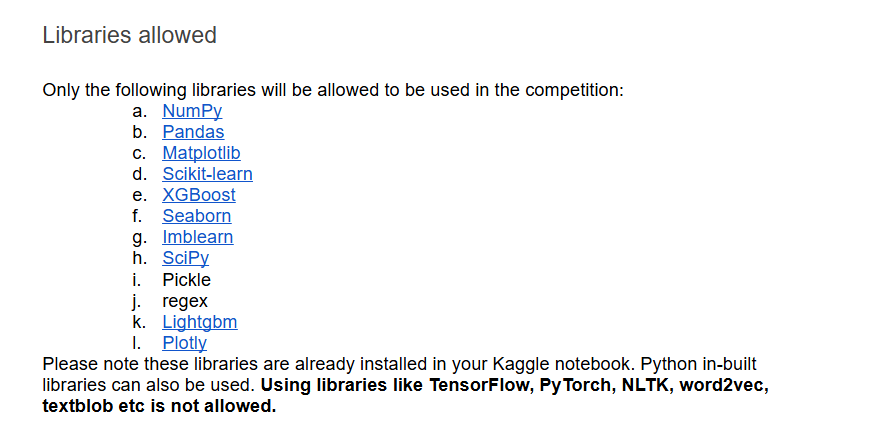 Libraries allowed
Only the following libraries will be allowed to be used in the competition:
a. NumPy
b. Pandas
c. Matplotlib
d. Scikit-learn
e. XGBoost
f. Seaborn
g. Imblearn
h. SciPy
i. Pickle
j. regex
k. Lightgbm
l. Plotly
Please note these libraries are already installed in your Kaggle notebook. Python in-built
libraries can also be used. Using libraries like TensorFlow, PyTorch, NLTK, word2vec,
textblob etc is not allowed.